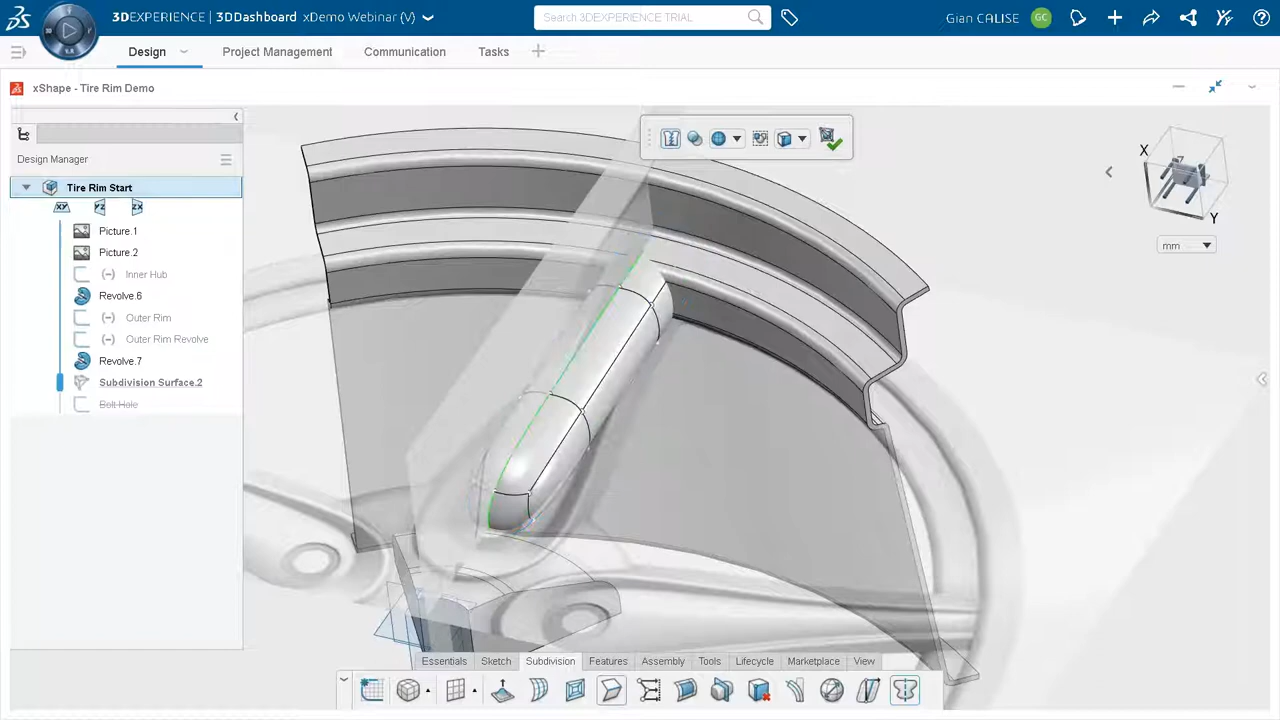 3DEXPERIENCE | 3DDashboard xDemo Webinar (V)
Search 3DEXPERIENCE TRIAL
Gian CALISE GC
V.R
Design
Project Management
Communication
Tasks
xShape - Tire Rim Demo
Design Manager
Tire Rim Start
XY YZ ZX
Picture.1
Picture.2
(-) Inner Hub
Revolve.6
(-) Outer Rim
(-) Outer Rim Revolve
Revolve.7
Subdivision Surface.2
Bolt Hole
X
Y
mm
Essentials
Sketch
Subdivision
Features
Assembly
Tools
Lifecycle
Marketplace
View